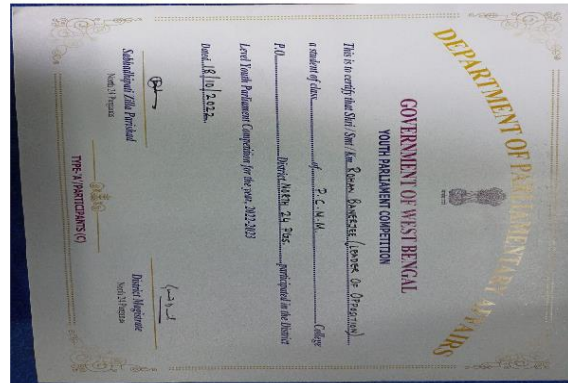 DEPARTMENT OF PARLIAMENTARY AFFAIRS
GOVERNMENT OF WEST BENGAL
YOUTH PARLIAMENT COMPETITION
This is to certify that Shri / Smt / Km. ROHAN BANERJEE (LEADER OF OPPOSITION)
a student of class............of......P.C.M.M.............College
P.O...................District NORTH 24 PGS. participated in the District
Level Youth Parliament Competition for the year, 2022-2023
Dated 18/10/2022.
Sabhadhipati Zilla Parishad
North 24 Parganas
District Magistrate
North 24 Parganas
TYPE-'A'/PARTICIPANTS (C)